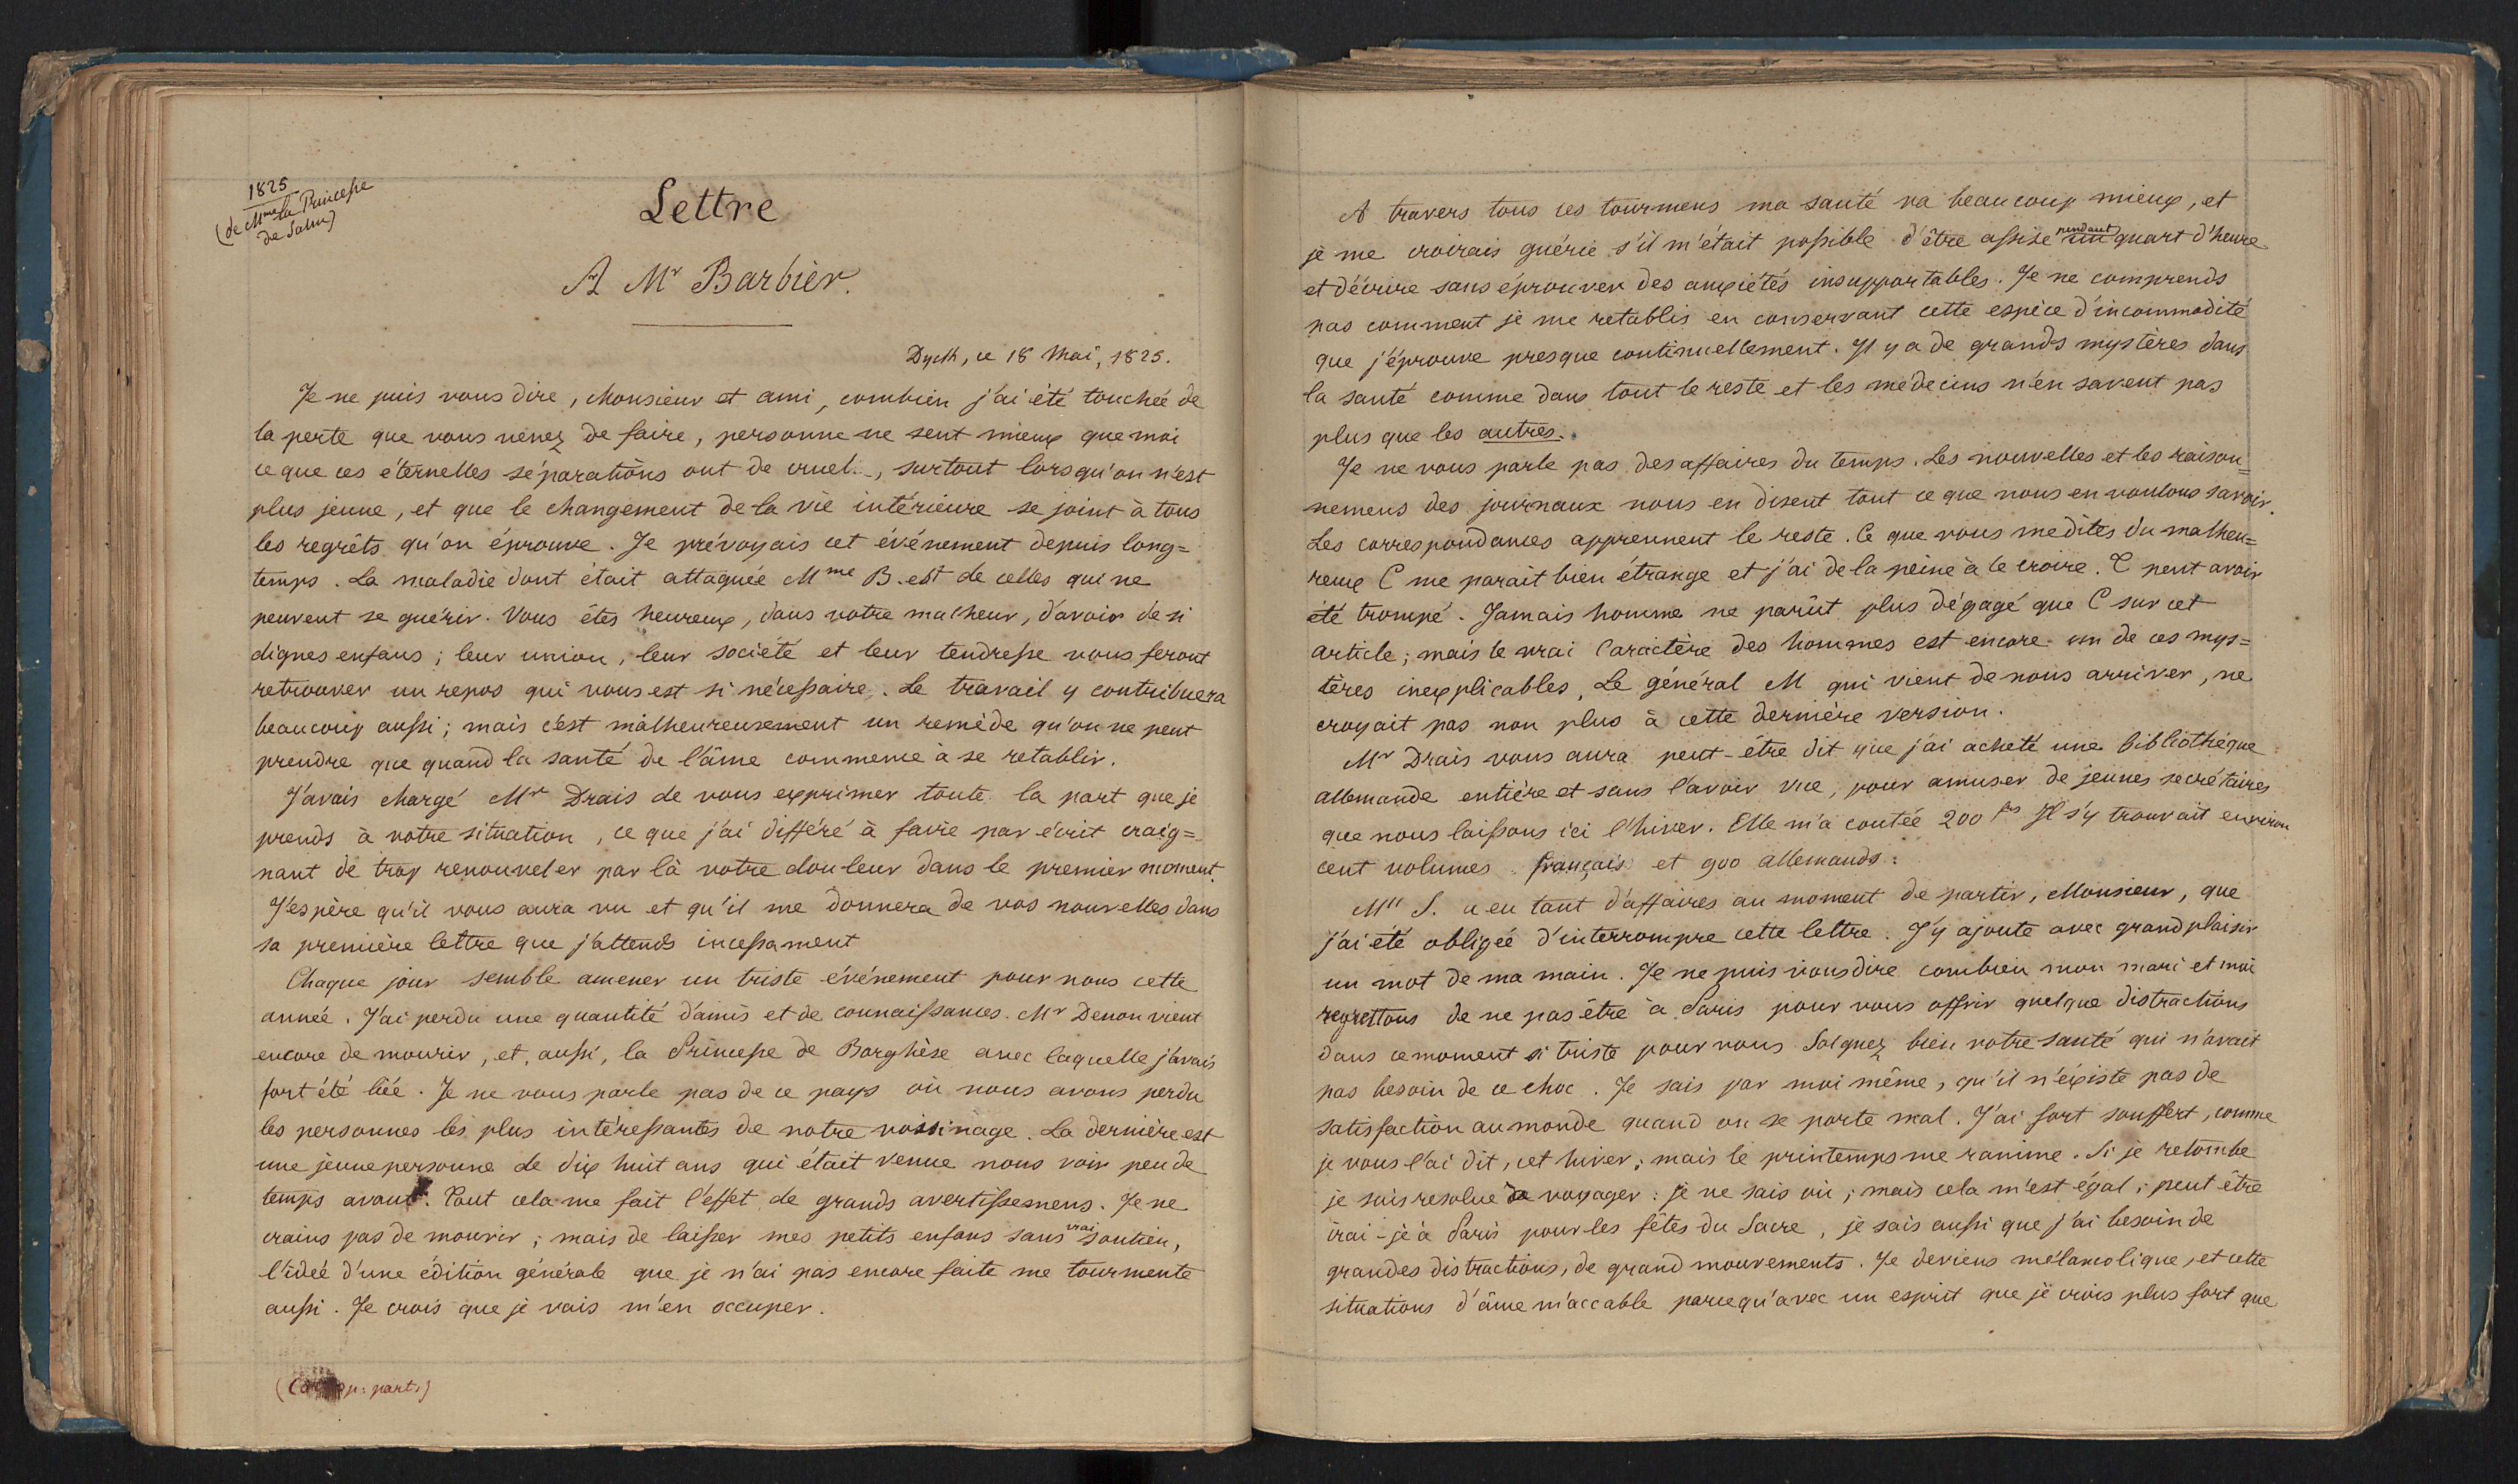 1825
(de Mme la Princesse
de Salm)
Lettre
A Mr Barbier.
Dyck, ce 18 Mai, 1825.
Je ne puis vous dire, Monsieur et ami, combien j'ai été touchée de
la perte que vous venez de faire, personne ne sent mieux que moi
ce que ces éternelles séparations ont de cruel.., surtout lorsqu'on n'est
plus jeune, et que le changement de la vie intérieure se joint à tous
les regrêts qu'on éprouve. Je prévoyais cet événement depuis long=
temps. La maladie dont était attaquée Mme B. est de celles qui ne
peuvent se guérir. Vous êtes heureux, dans votre malheur, d'avoir de si
dignes enfans; leur union, leur société et leur tendresse vous feront
retrouver un repos qui vous est si nécessaire. Le travail y contribuera
beaucoup aussi; mais c'est malheureusement un remède qu'on ne peut
prendre que quand la santé de l'âme commence à se retablir.
J'avais chargé Mr Drais de vous exprimer toute la part que je
prends à votre situation, ce que j'ai différé à faire par écrit craig=
nant de trop renouveler par là votre douleur dans le premier moment.
J'espère qu'il vous aura vu et qu'il me donnera de vos nouvelles dans
sa première lettre que j'attends incessament
Chaque jour semble amener un triste événement pour nous cette
année. J'ai perdu une quantité d'amis et de connaissances. Mr Denon vient
encore de mourir, et, aussi, la Princesse de Borghèse avec laquelle j'avais
fort été liée. Je ne vous parle pas de ce pays où nous avons perdu
les personnes les plus intéressantes de notre voisinage. La dernière est
une jeune personne de dix huit ans qui était venue nous voir peu de
temps avant. Tout cela me fait l'effet de grands avertissemens. Je ne
crains pas de mourir; mais de laisser mes petits enfans sans vrai soutien,
l'idée d'une édition générale que je n'ai pas encore faite me tourmente
aussi. Je crois que je vais m'en occuper.
p: part.)
A travers tous ces tourmens ma santé va beaucoup mieux, et
je me croirais guérie s'il m'était possible d'être assise pendant un quart d'heure
et d'écrire sans éprouver des anxiétés insupportables. Je ne comprends
pas comment je me retablis en conservant cette espèce d'incommodité
que j'éprouve presque continuellement. Il y a de grands mystères dans
la santé comme dans tout le reste et les médecins n'en savent pas
plus que les autres.
Je ne vous parle pas des affaires du temps. Les nouvelles et les raison=
nemens des journaux nous en disent tout ce que nous en voulons savoir.
Les correspondances apprennent le reste. Ce que vous me dites du malheu=
reux C me parait bien étrange et j'ai de la peine à le croire. C peut avoir
été trompé. Jamais homme ne parût plus dégagé que C sur cet
article; mais le vrai caractère des hommes est encore un de ces mys=
tères inexplicables, Le général M qui vient de nous arriver, ne
croyait pas non plus à cette dernière version.
Mr Drais vous aura peut-être dit que j'ai acheté une bibliothèque
allemande entière et sans l'avoir vue, pour amuser de jeunes secrétaires
que nous laissons ici l'hiver. Elle m'a coutée 200 fs Il s'y trouvait environ
cent volumes français et 900 allemands.
Mll S. a eu tant d'affaires au moment de partir, Monsieur, que
j'ai été obligée d'interrompre cette lettre. J'y ajoute avec grand plaisir
un mot de ma main. Je ne puis vous dire combien mon mari et moi
regrettons de ne pas être à Paris pour vous offrir quelque distractions
dans ce moment si triste pour vous Soignez bien votre santé qui n'avait
pas besoin de ce choc. Je sais par moi même, qu'il n'éxiste pas de
satisfaction au monde quand on se porte mal. J'ai fort souffert, comme
je vous l'ai dit, cet hiver; mais le printemps me ranime. Si je retombe
je suis resolue de voyager: je ne sais où; mais cela m'est égal; peut être
irai-je à Paris pour les fêtes du Sacre, je sais aussi que j'ai besoin de
grandes distractions, de grand mouvements. Je deviens mélancolique, et cette
situations d'âme m'accable parcequ'avec un esprit que je crois plus fort que